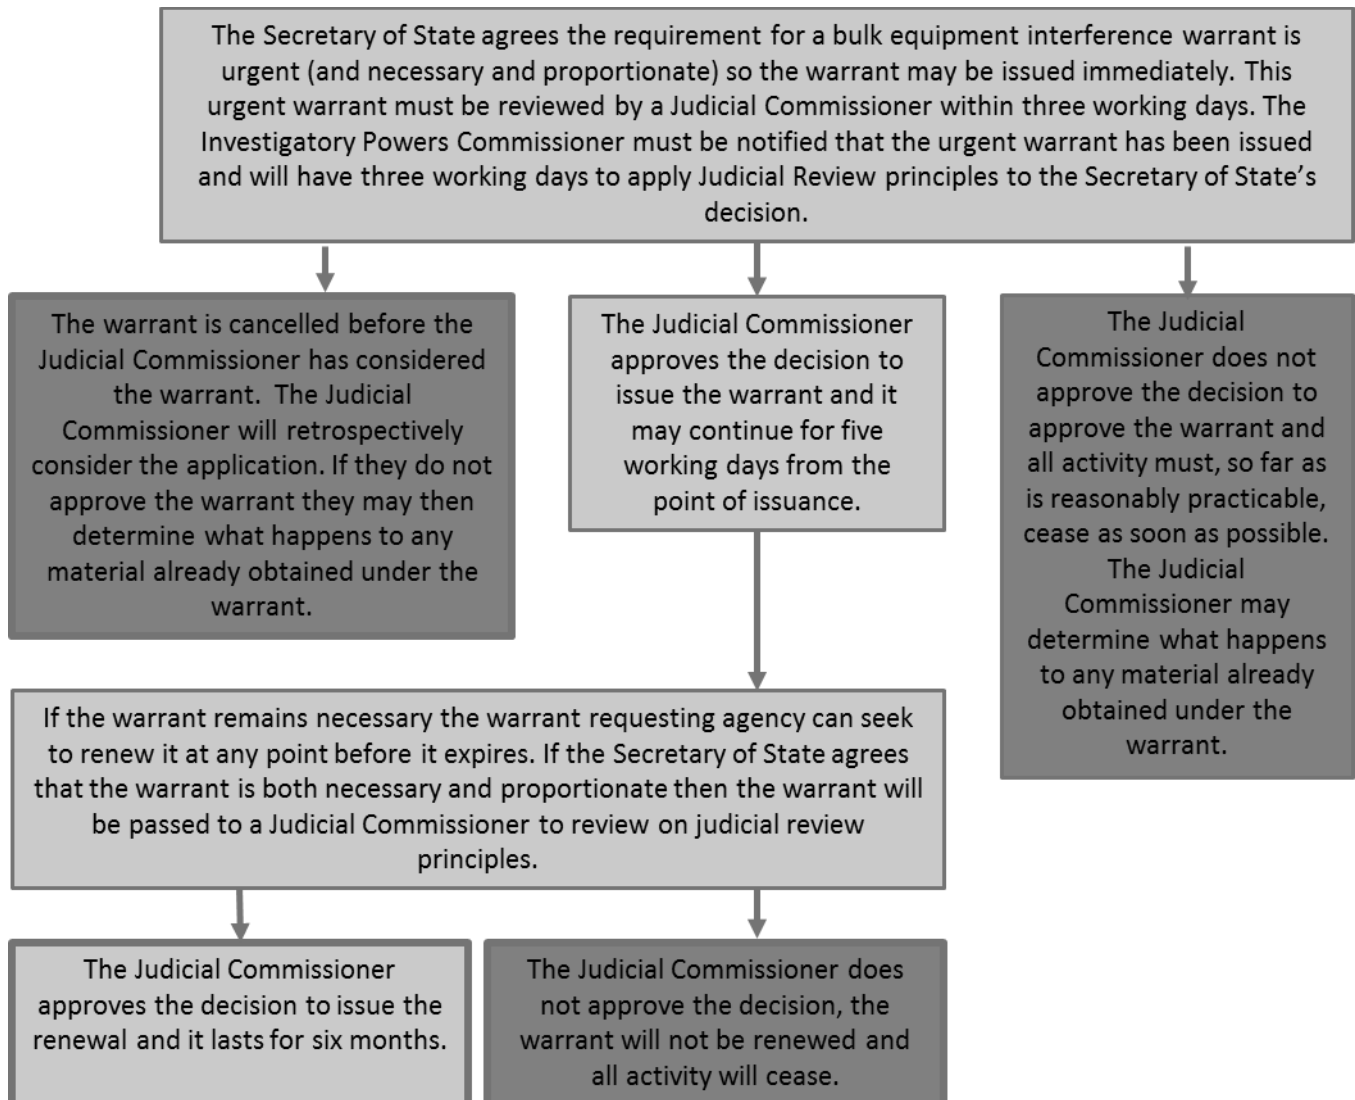 The Secretary of State agrees the requirement for a bulk equipment interference warrant is
urgent (and necessary and proportionate) so the warrant may be issued immediately. This
urgent warrant must be reviewed by a Judicial Commissioner within three working days. The
Investigatory Powers Commissioner must be notified that the urgent warrant has been issued
and will have three working days to apply Judicial Review principles to the Secretary of State's
decision.
The warrant is cancelled before the
Judicial Commissioner has considered
the warrant. The Judicial
Commissioner will retrospectively
consider the application. If they do not
approve the warrant they may then
determine what happens to any
material already obtained under the
warrant.
The Judicial Commissioner
approves the decision to
issue the warrant and it
may continue for five
working days from the
point of issuance.
The Judicial
Commissioner does not
approve the decision to
approve the warrant and
all activity must, so far as
is reasonably practicable,
cease as soon as possible.
The Judicial
Commissioner may
determine what happens
to any material already
obtained under the
warrant.
If the warrant remains necessary the warrant requesting agency can seek
to renew it at any point before it expires. If the Secretary of State agrees
that the warrant is both necessary and proportionate then the warrant will
be passed to a Judicial Commissioner to review on judicial review
principles.
The Judicial Commissioner
approves the decision to issue the
renewal and it lasts for six months.
The Judicial Commissioner does
not approve the decision, the
warrant will not be renewed and
all activity will cease.